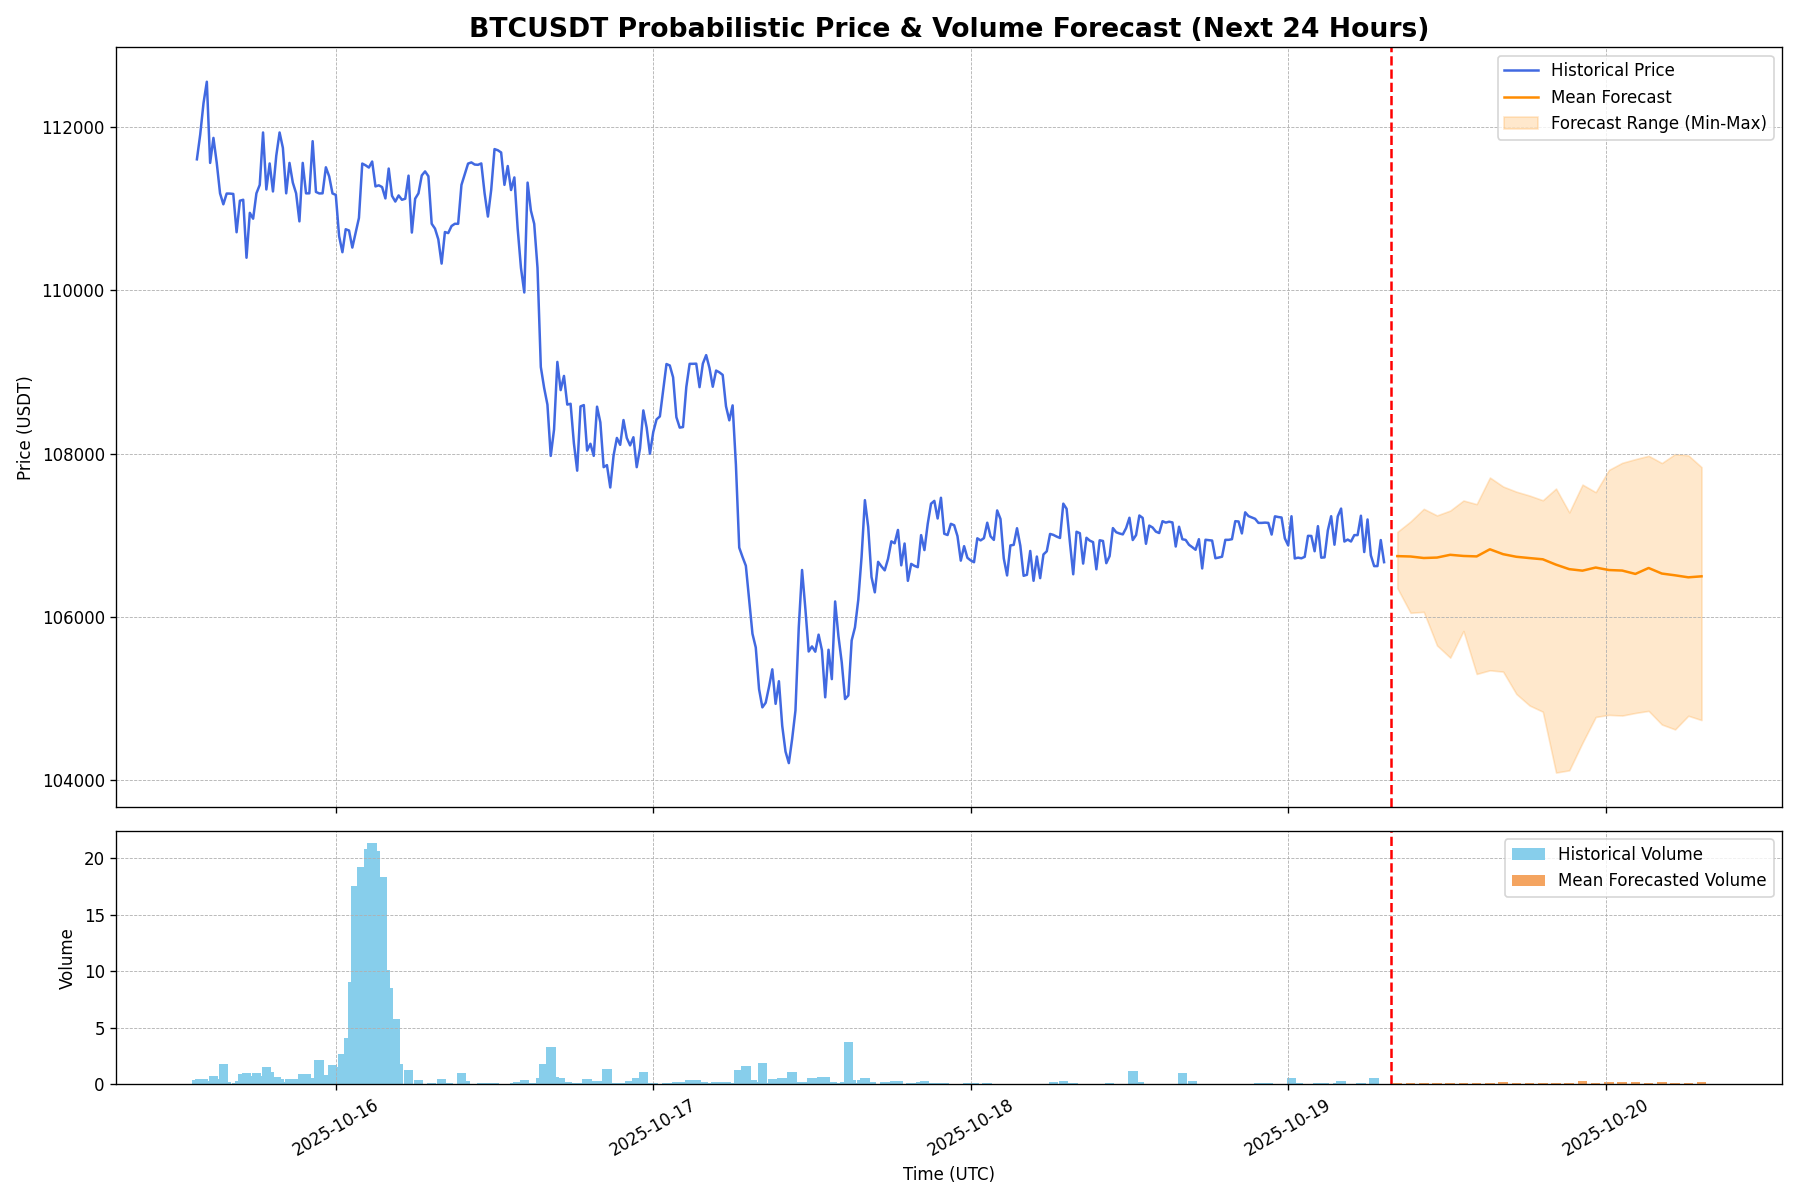 BTCUSDT Probabilistic Price & Volume Forecast (Next 24 Hours)
Historical Price
Mean Forecast
Forecast Range (Min-Max)
Price (USDT)
112000
110000
108000
106000
104000
Historical Volume
Mean Forecasted Volume
Volume
20
15
10
5
0
2025-10-16
2025-10-17
2025-10-18
2025-10-19
2025-10-20
Time (UTC)